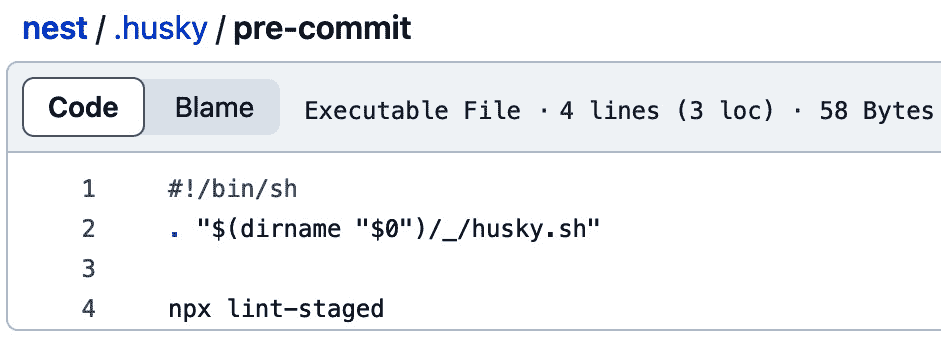 nest / .husky / pre-commit
Code Blame Executable File · 4 lines (3 loc) · 58 Bytes
1 #!/bin/sh
2 . "$(dirname "$0")/_/husky.sh"
3
4 npx lint-staged